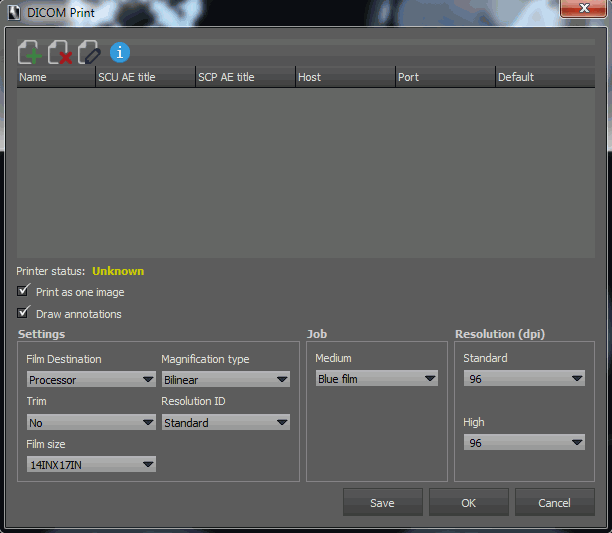 DICOM Print
Name SCU AE title SCP AE title Host Port Default
Printer status: Unknown
Print as one image
Draw annotations
Settings Job Resolution (dpi)
Film Destination Magnification type Medium Standard
Processor Bilinear Blue film 96
Trim Resolution ID High
No Standard 96
Film size
14INX17IN
Save OK Cancel